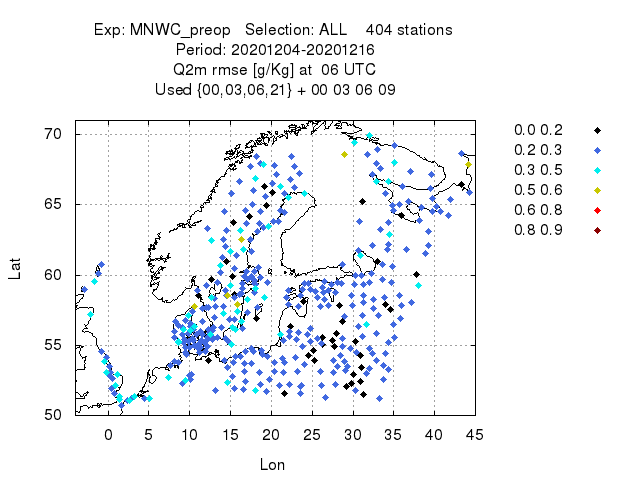 Exp: MNWC_preop   Selection: ALL    404 stations
Period: 20201204-20201216
Q2m rmse [g/Kg] at  06 UTC
Used {00,03,06,21} + 00 03 06 09
70
65
60
55
50
Lat
0 5 10 15 20 25 30 35 40 45
Lon
0.0 0.2
0.2 0.3
0.3 0.5
0.5 0.6
0.6 0.8
0.8 0.9